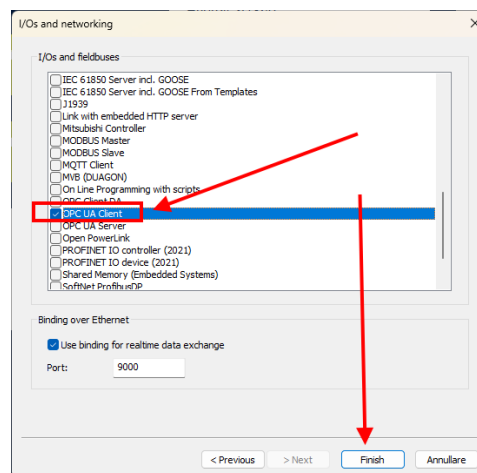 I/Os and networking
I/Os and fieldbuses
IEC 61850 Server incl. GOOSE
IEC 61850 Server incl. GOOSE From Templates
J1939
Link with embedded HTTP server
Mitsubishi Controller
MODBUS Master
MODBUS Slave
MQTT Client
MVB (DUAGON)
On Line Programming with scripts
OPC Client DA
OPC UA Client
OPC UA Server
Open PowerLink
PROFINET IO controller (2021)
PROFINET IO device (2021)
Shared Memory (Embedded Systems)
SoftNet ProfibusDP
Binding over Ethernet
Use binding for realtime data exchange
Port: 9000
< Previous > Next Finish Annullare